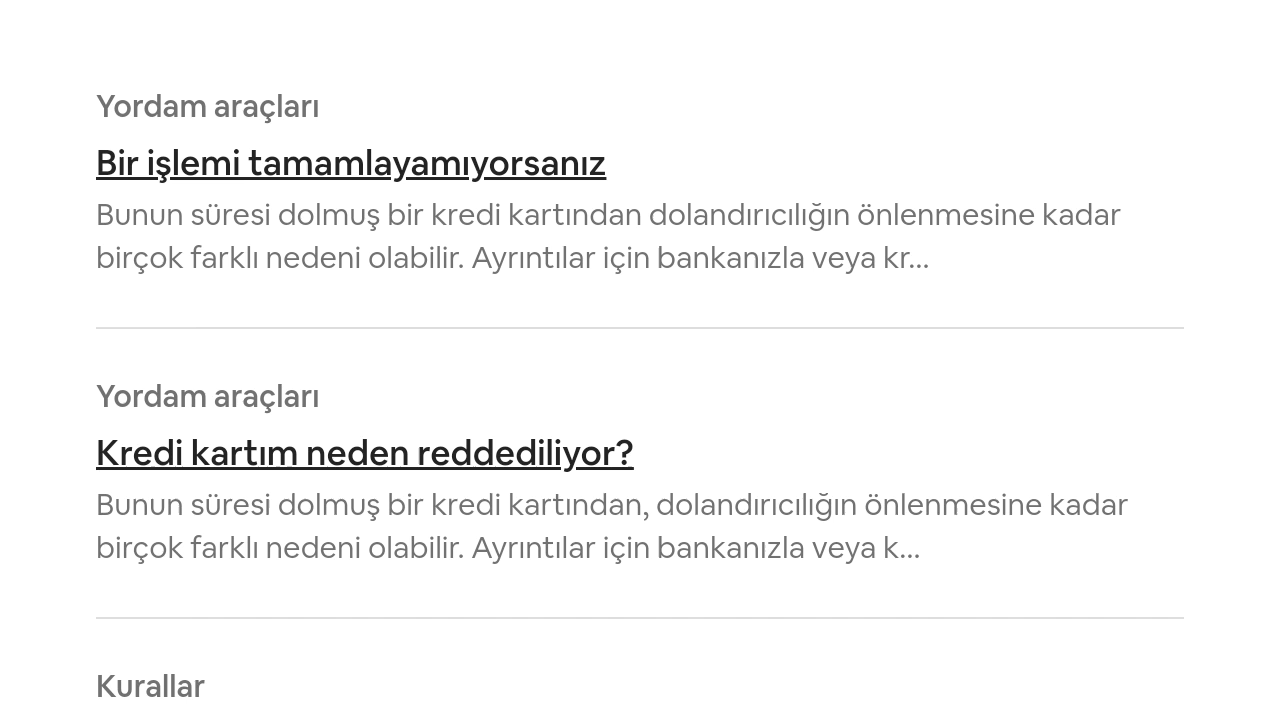 Yordam araçları
Bir işlemi tamamlayamıyorsanız
Bunun süresi dolmuş bir kredi kartından dolandırıcılığın önlenmesine kadar
birçok farklı nedeni olabilir. Ayrıntılar için bankanızla veya kr...
Yordam araçları
Kredi kartım neden reddediliyor?
Bunun süresi dolmuş bir kredi kartından, dolandırıcılığın önlenmesine kadar
birçok farklı nedeni olabilir. Ayrıntılar için bankanızla veya k...
Kurallar